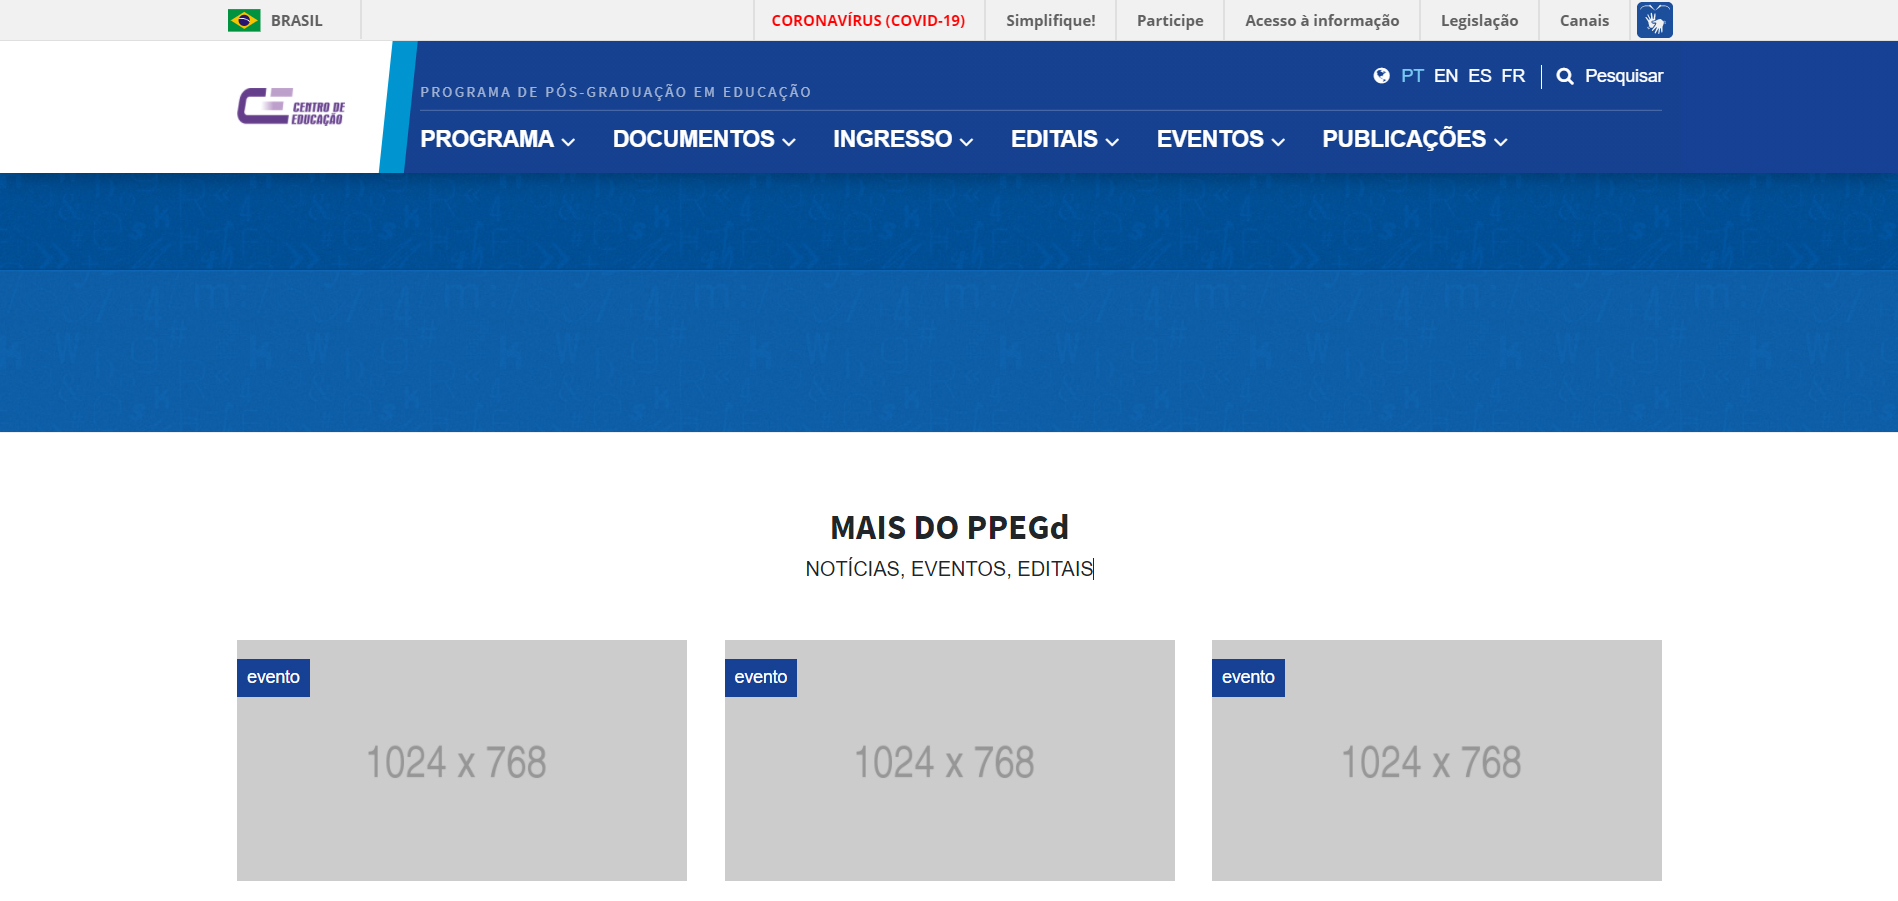 BRASIL
CORONAVÍRUS (COVID-19)
Simplifique!
Participe
Acesso à informação
Legislação
Canais
PT EN ES FR
Pesquisar
CENTRO DE
EDUCAÇÃO
PROGRAMA DE PÓS-GRADUAÇÃO EM EDUCAÇÃO
PROGRAMA
DOCUMENTOS
INGRESSO
EDITAIS
EVENTOS
PUBLICAÇÕES
MAIS DO PPEGd
NOTÍCIAS, EVENTOS, EDITAIS
evento
evento
evento
1024 x 768
1024 x 768
1024 x 768